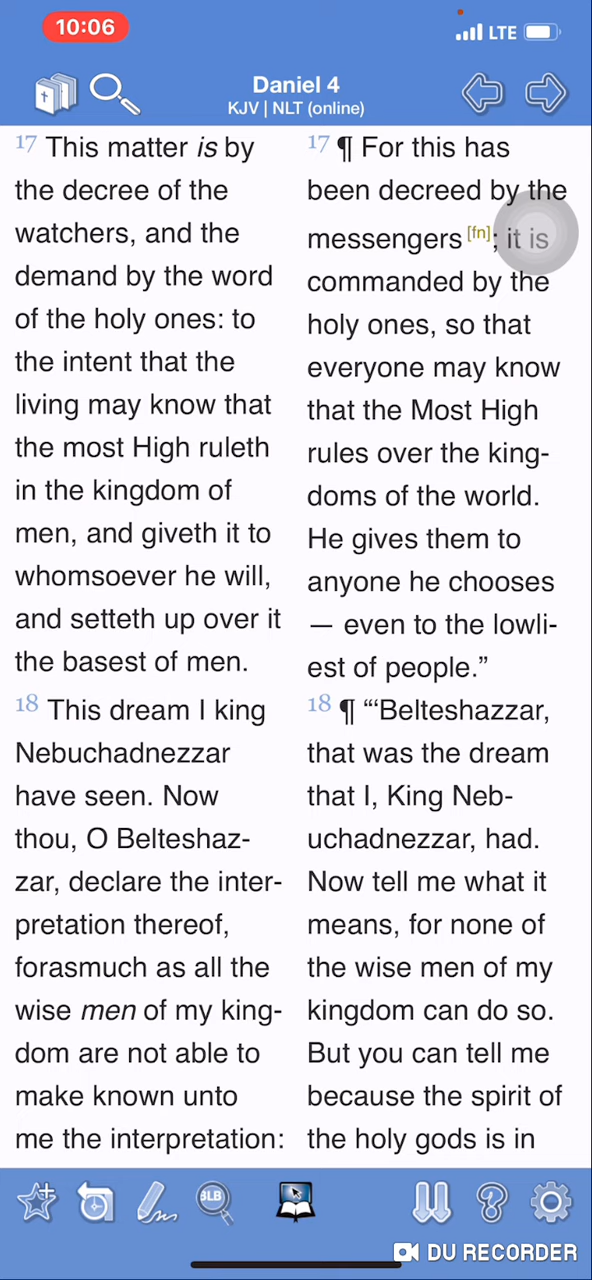 10:06
LTE
Daniel 4
KJV | NLT (online)
17 This matter is by
the decree of the
watchers, and the
demand by the word
of the holy ones: to
the intent that the
living may know that
the most High ruleth
in the kingdom of
men, and giveth it to
whomsoever he will,
and setteth up over it
the basest of men.
18 This dream I king
Nebuchadnezzar
have seen. Now
thou, O Belteshaz-
zar, declare the inter-
pretation thereof,
forasmuch as all the
wise men of my king-
dom are not able to
make known unto
me the interpretation:
17 ¶ For this has
been decreed by the
messengers [fn]; it is
commanded by the
holy ones, so that
everyone may know
that the Most High
rules over the king-
doms of the world.
He gives them to
anyone he chooses
— even to the lowli-
est of people.”
18 ¶ “‘Belteshazzar,
that was the dream
that I, King Neb-
uchadnezzar, had.
Now tell me what it
means, for none of
the wise men of my
kingdom can do so.
But you can tell me
because the spirit of
the holy gods is in
BLB
DU RECORDER